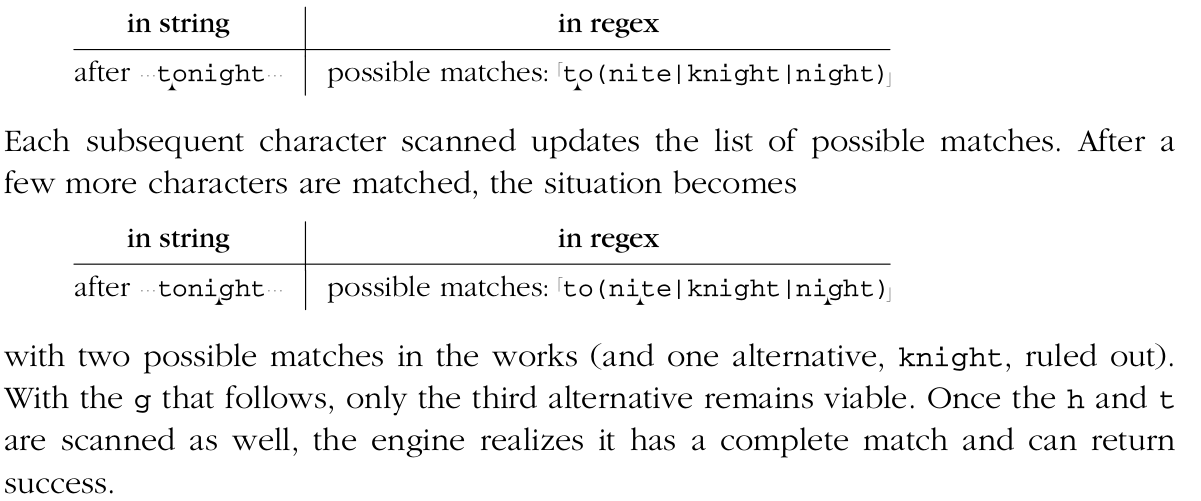 in string in regex
after ···tonight··· possible matches: ⌈to(nite|knight|night)⌋
Each subsequent character scanned updates the list of possible matches. After a
few more characters are matched, the situation becomes
in string in regex
after ···tonight··· possible matches: ⌈to(nite|knight|night)⌋
with two possible matches in the works (and one alternative, knight, ruled out).
With the g that follows, only the third alternative remains viable. Once the h and t
are scanned as well, the engine realizes it has a complete match and can return
success.